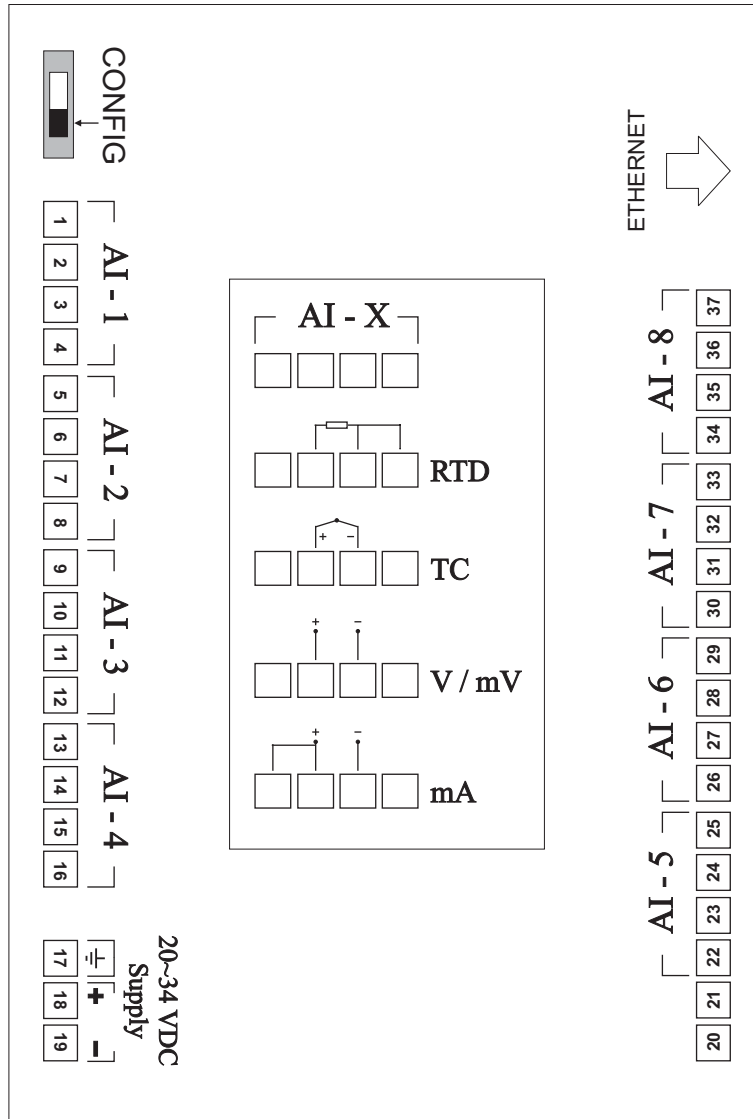 CONFIG
ETHERNET
1
2
3
4
AI - 1
5
6
7
8
AI - 2
9
10
11
12
AI - 3
13
14
15
16
AI - 4
17
18
19
+
−
20~34 VDC
Supply
AI - X
RTD
+ −
TC
+ −
V / mV
+ −
mA
37
36
35
34
AI - 8
33
32
31
30
AI - 7
29
28
27
26
AI - 6
25
24
23
22
AI - 5
21
20